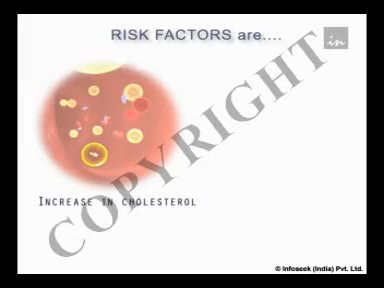 RISK FACTORS are....
in
COPYRIGHT
INCREASE IN CHOLESTEROL
© Infoseek (India) Pvt. Ltd.